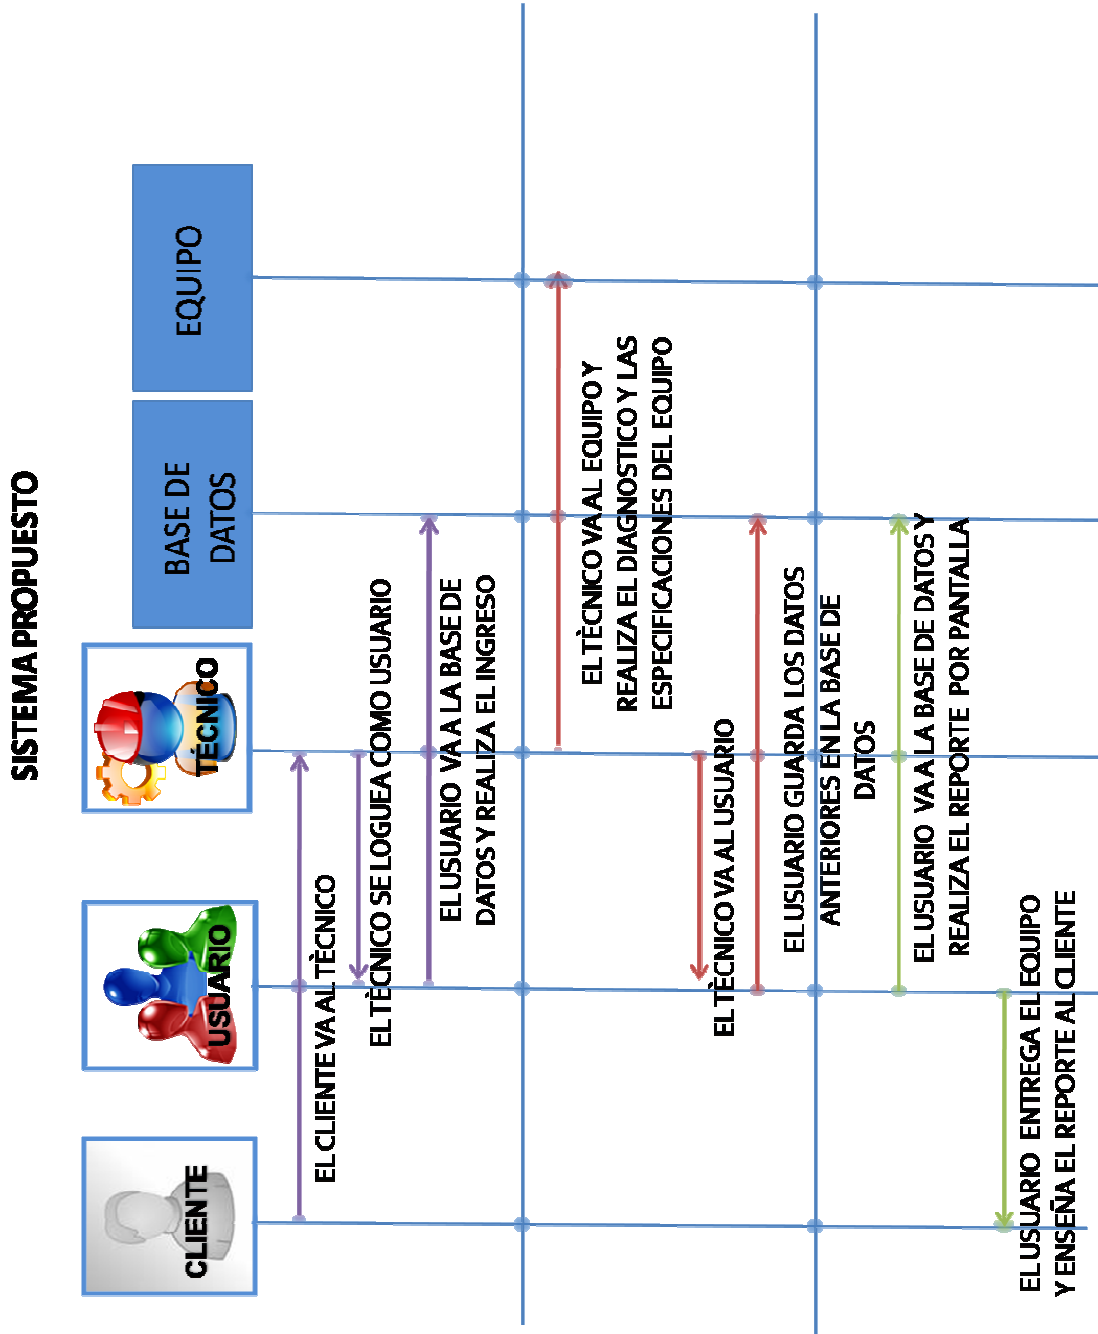 SISTEMA PROPUESTO
CLIENTE
USUARIO
TÉCNICO
BASE DE
DATOS
EQUIPO
EL CLIENTE VA AL TÈCNICO
EL TÈCNICO SE LOGUEA COMO USUARIO
EL USUARIO VA A LA BASE DE
DATOS Y REALIZA EL INGRESO
EL TÈCNICO VA AL EQUIPO Y
REALIZA EL DIAGNOSTICO Y LAS
ESPECIFICACIONES DEL EQUIPO
EL TÈCNICO VA AL USUARIO
EL USUARIO GUARDA LOS DATOS
ANTERIORES EN LA BASE DE
DATOS
EL USUARIO VA A LA BASE DE DATOS Y
REALIZA EL REPORTE POR PANTALLA
EL USUARIO ENTREGA EL EQUIPO
Y ENSEÑA EL REPORTE AL CLIENTE